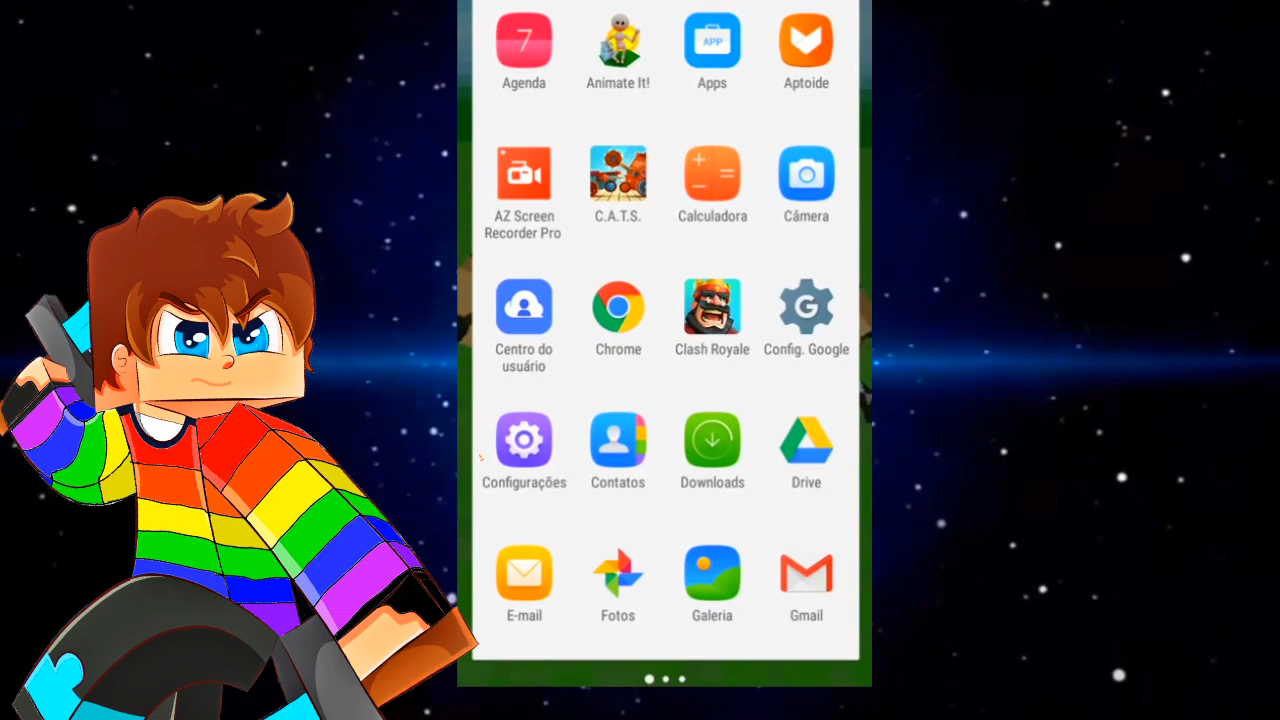 7
APP
Agenda
Animate It!
Apps
Aptoide
AZ Screen
Recorder Pro
C.A.T.S.
Calculadora
Câmera
G
Centro do
usuário
Chrome
Clash Royale
Config. Google
Configurações
Contatos
Downloads
Drive
E-mail
Fotos
Galeria
Gmail